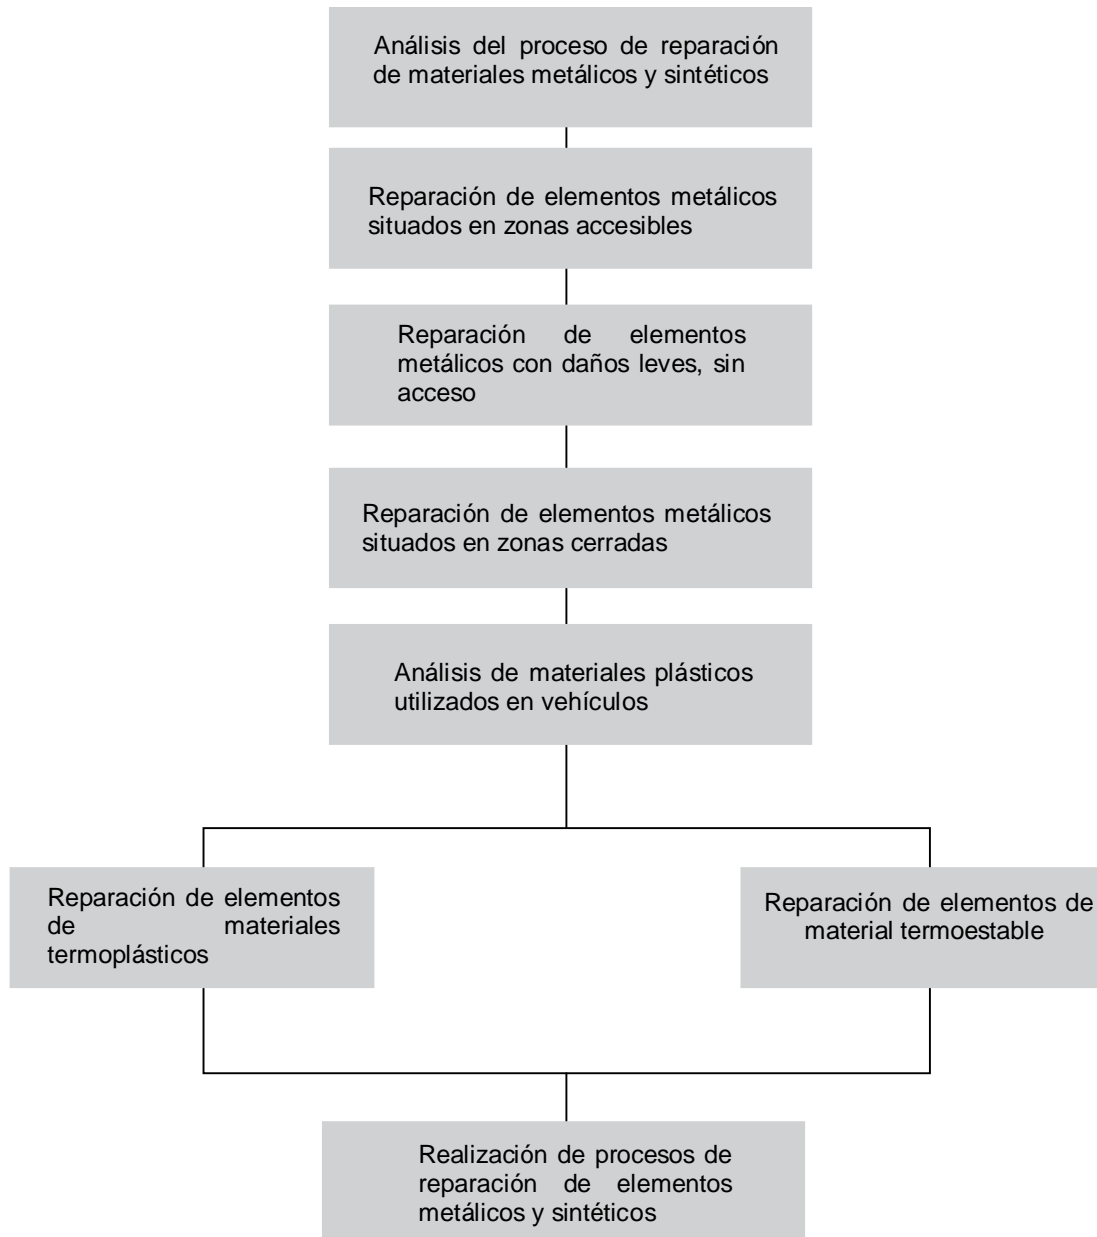 Análisis del proceso de reparación
de materiales metálicos y sintéticos
Reparación de elementos metálicos
situados en zonas accesibles
Reparación de elementos
metálicos con daños leves, sin
acceso
Reparación de elementos metálicos
situados en zonas cerradas
Análisis de materiales plásticos
utilizados en vehículos
Reparación de elementos
de materiales
termoplásticos
Reparación de elementos de
material termoestable
Realización de procesos de
reparación de elementos
metálicos y sintéticos